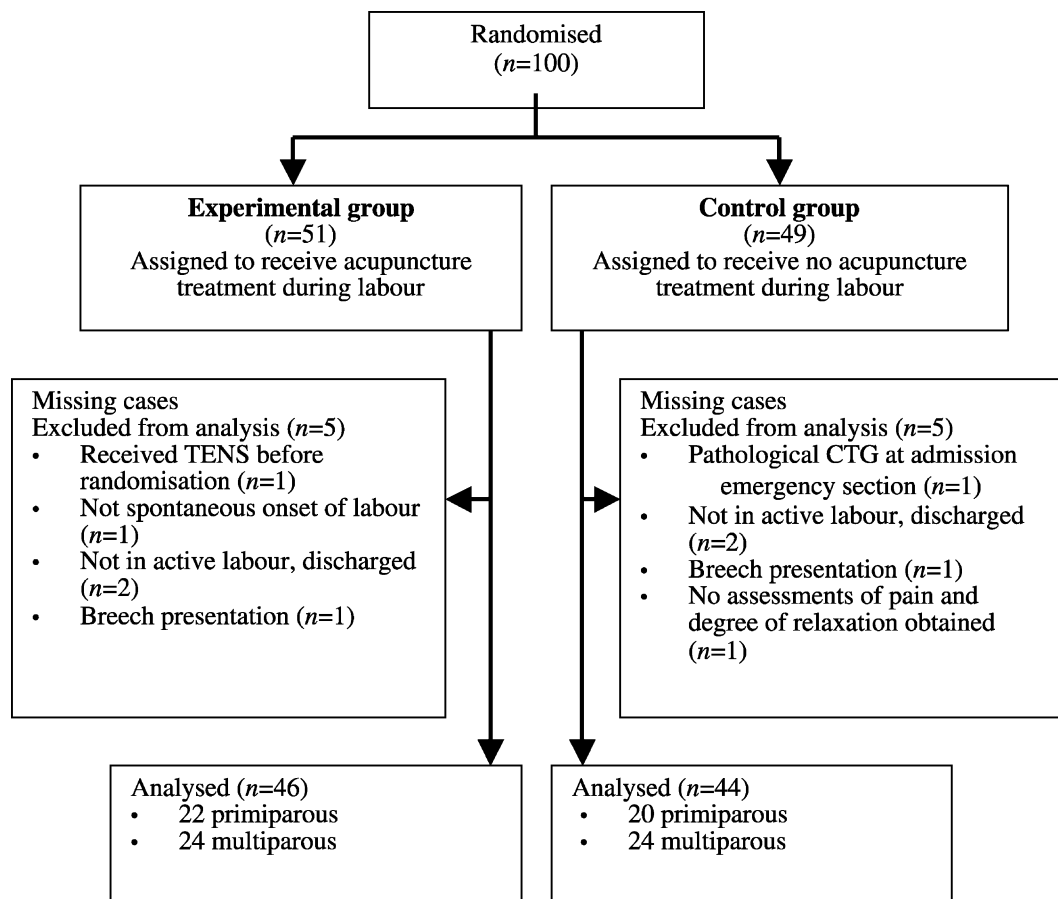 Randomised
(n=100)
Experimental group
(n=51)
Assigned to receive acupuncture
treatment during labour
Control group
(n=49)
Assigned to receive no acupuncture
treatment during labour
Missing cases
Excluded from analysis (n=5)
• Received TENS before
randomisation (n=1)
• Not spontaneous onset of labour
(n=1)
• Not in active labour, discharged
(n=2)
• Breech presentation (n=1)
Missing cases
Excluded from analysis (n=5)
• Pathological CTG at admission
emergency section (n=1)
• Not in active labour, discharged
(n=2)
• Breech presentation (n=1)
• No assessments of pain and
degree of relaxation obtained
(n=1)
Analysed (n=46)
• 22 primiparous
• 24 multiparous
Analysed (n=44)
• 20 primiparous
• 24 multiparous